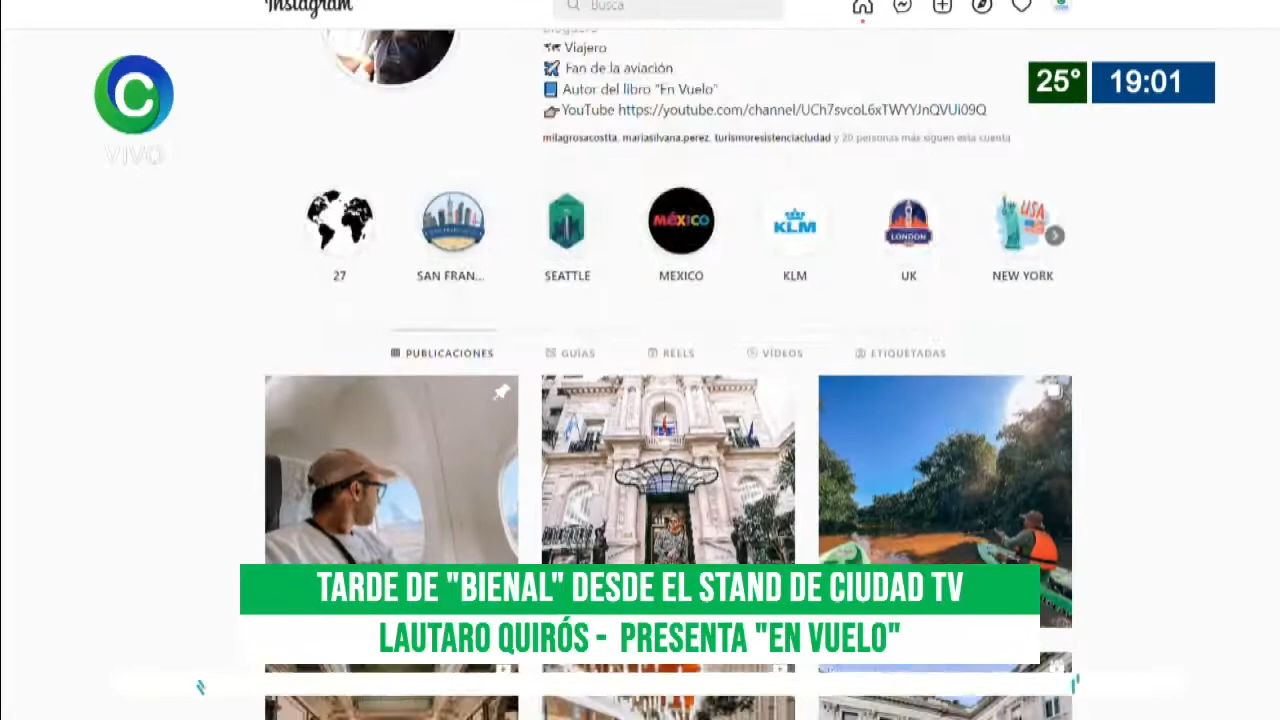 Instagram
Busca
bloguero
Viajero
Fan de la aviación
Autor del libro "En Vuelo"
YouTube https://youtube.com/channel/UCh7svcoL6xTWYYJnQVUi09Q
milagrosacostta, mariasilvana.perez, turismoresistenciaciudad y 20 personas más siguen esta cuenta
C
VIVO
25° 19:01
MÉXICO
KLM
LONDON
USA
27
SAN FRAN...
SEATTLE
MEXICO
KLM
UK
NEW YORK
PUBLICACIONES
GUÍAS
REELS
VÍDEOS
ETIQUETADAS
TARDE DE "BIENAL" DESDE EL STAND DE CIUDAD TV
LAUTARO QUIRÓS - PRESENTA "EN VUELO"